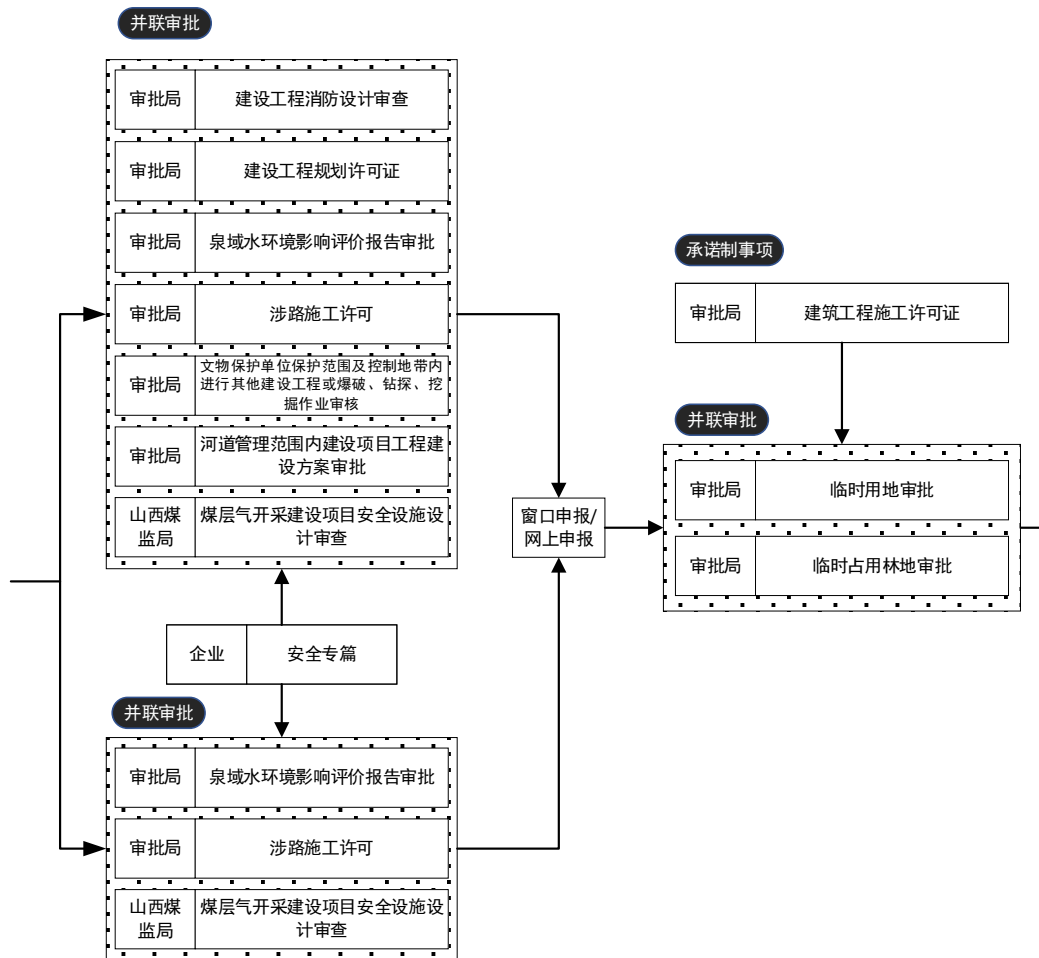 并联审批
审批局
建设工程消防设计审查
审批局
建设工程规划许可证
审批局
泉域水环境影响评价报告审批
审批局
涉路施工许可
审批局
文物保护单位保护范围及控制地带内
进行其他建设工程或爆破、钻探、挖
掘作业审核
审批局
河道管理范围内建设项目工程建
设方案审批
山西煤
监局
煤层气开采建设项目安全设施设
计审查
企业
安全专篇
并联审批
审批局
泉域水环境影响评价报告审批
审批局
涉路施工许可
山西煤
监局
煤层气开采建设项目安全设施设
计审查
窗口申报/
网上申报
承诺制事项
审批局
建筑工程施工许可证
并联审批
审批局
临时用地审批
审批局
临时占用林地审批